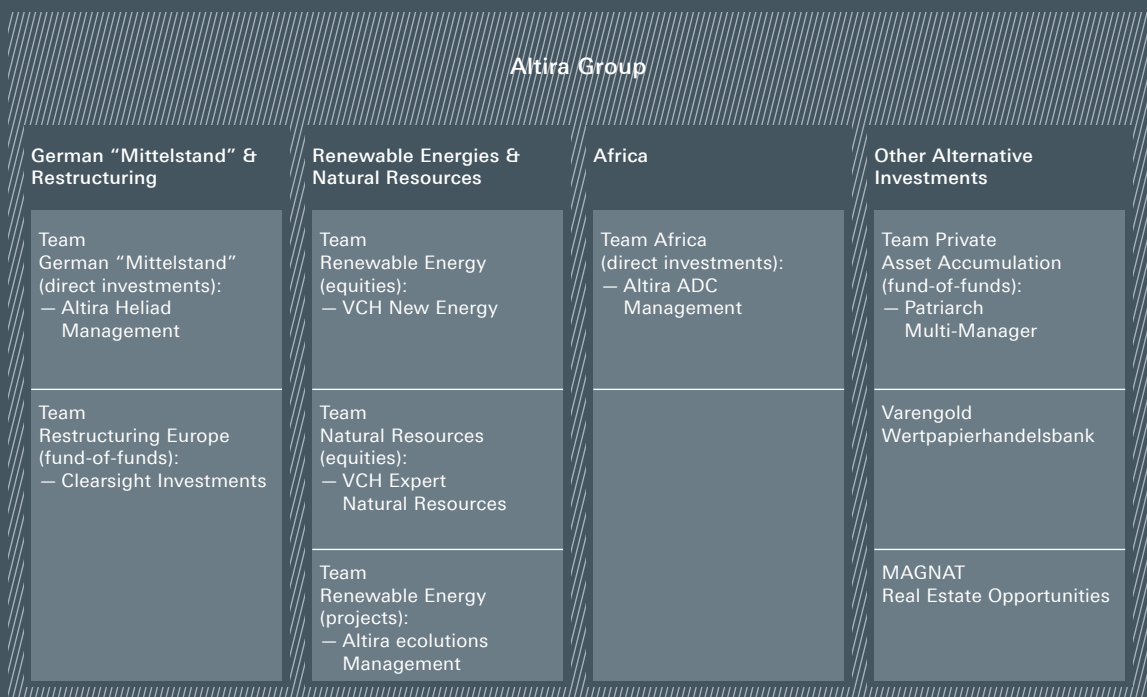 Altira Group
German “Mittelstand” &
Restructuring
Team
German “Mittelstand”
(direct investments):
— Altira Heliad
Management
Team
Restructuring Europe
(fund-of-funds):
— Clearsight Investments
Renewable Energies &
Natural Resources
Team
Renewable Energy
(equities):
— VCH New Energy
Team
Natural Resources
(equities):
— VCH Expert
Natural Resources
Team
Renewable Energy
(projects):
— Altira ecolutions
Management
Africa
Team Africa
(direct investments):
— Altira ADC
Management
Other Alternative
Investments
Team Private
Asset Accumulation
(fund-of-funds):
— Patriarch
Multi-Manager
Varengold
Wertpapierhandelsbank
MAGNAT
Real Estate Opportunities